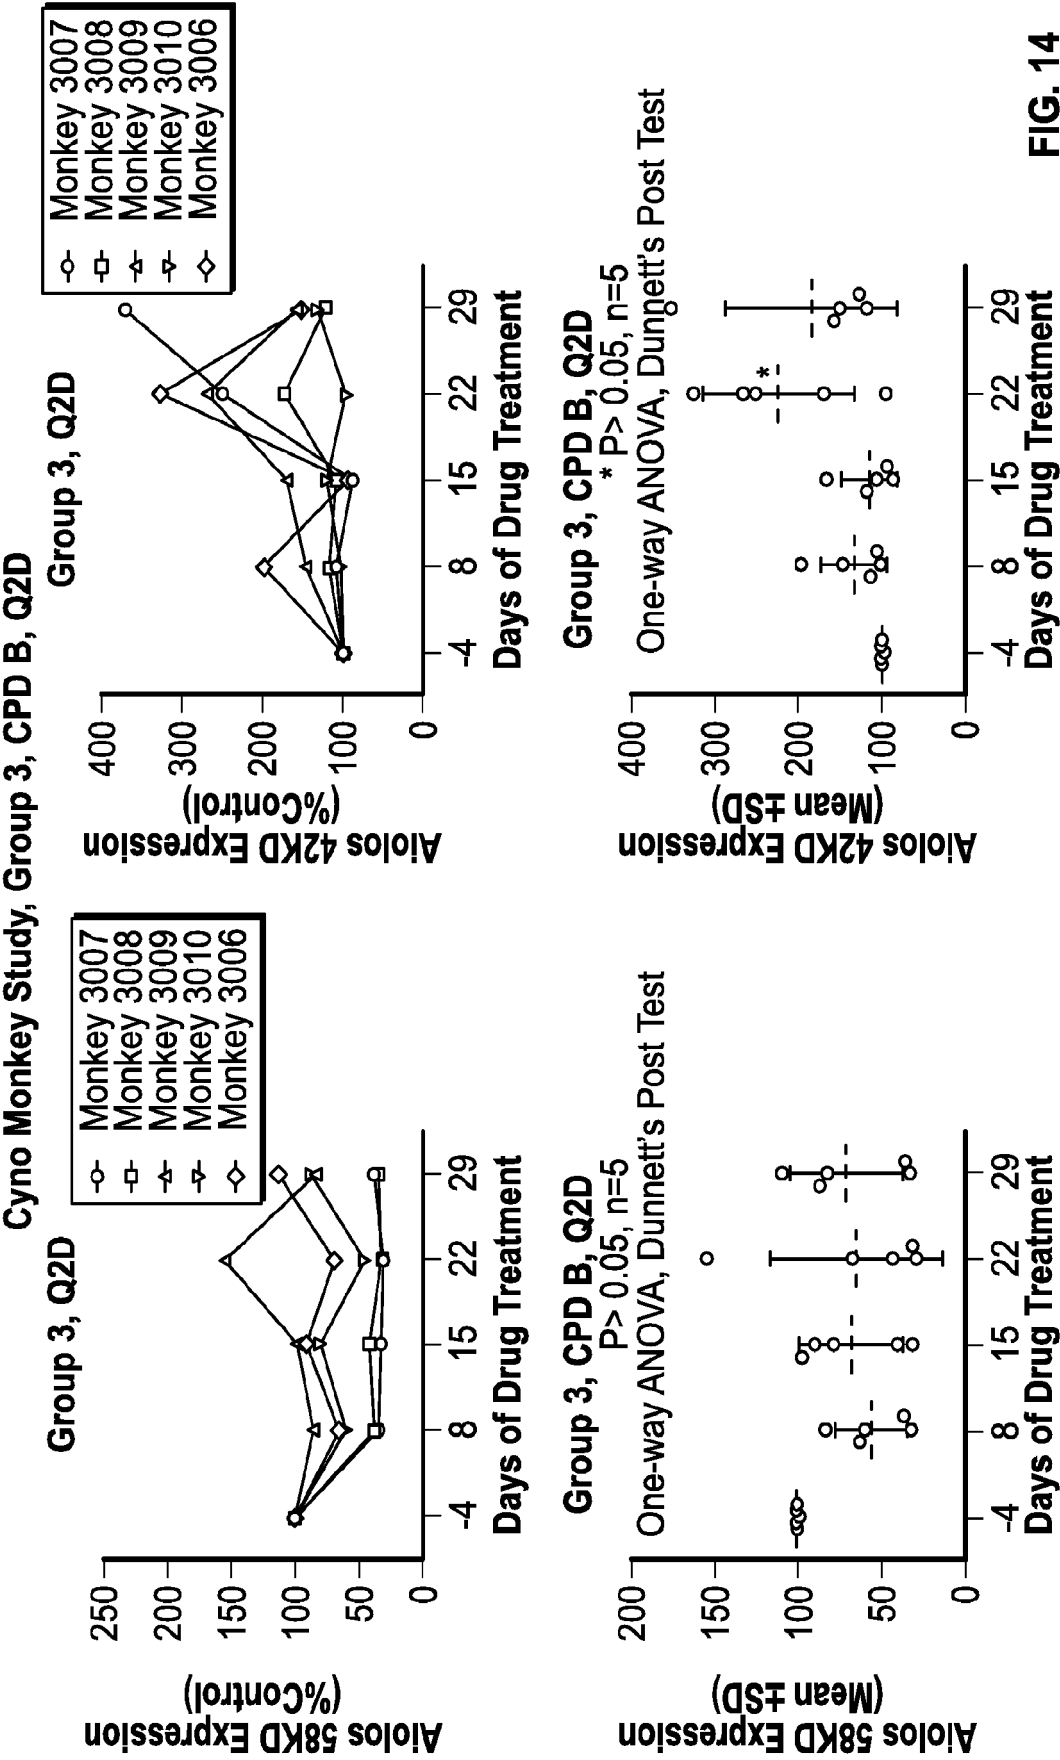 Cyno Monkey Study, Group 3, CPD B, Q2D
Group 3, Q2D
Monkey 3007
Monkey 3008
Monkey 3009
Monkey 3010
Monkey 3006
Aiolos 58KD Expression
(%Control)
250
200
150
100
50
0
-4 8 15 22 29
Days of Drug Treatment
Group 3, Q2D
Monkey 3007
Monkey 3008
Monkey 3009
Monkey 3010
Monkey 3006
Aiolos 42KD Expression
(%Control)
400
300
200
100
0
-4 8 15 22 29
Days of Drug Treatment
Group 3, CPD B, Q2D
P> 0.05, n=5
One-way ANOVA, Dunnett's Post Test
Aiolos 58KD Expression
(Mean ±SD)
200
100
100
50
0
-4 8 15 22 29
Days of Drug Treatment
Group 3, CPD B, Q2D
* P> 0.05, n=5
One-way ANOVA, Dunnett's Post Test
Aiolos 42KD Expression
(Mean ±SD)
400
300
200
100
0
*
-4 8 15 22 29
Days of Drug Treatment
FIG. 14